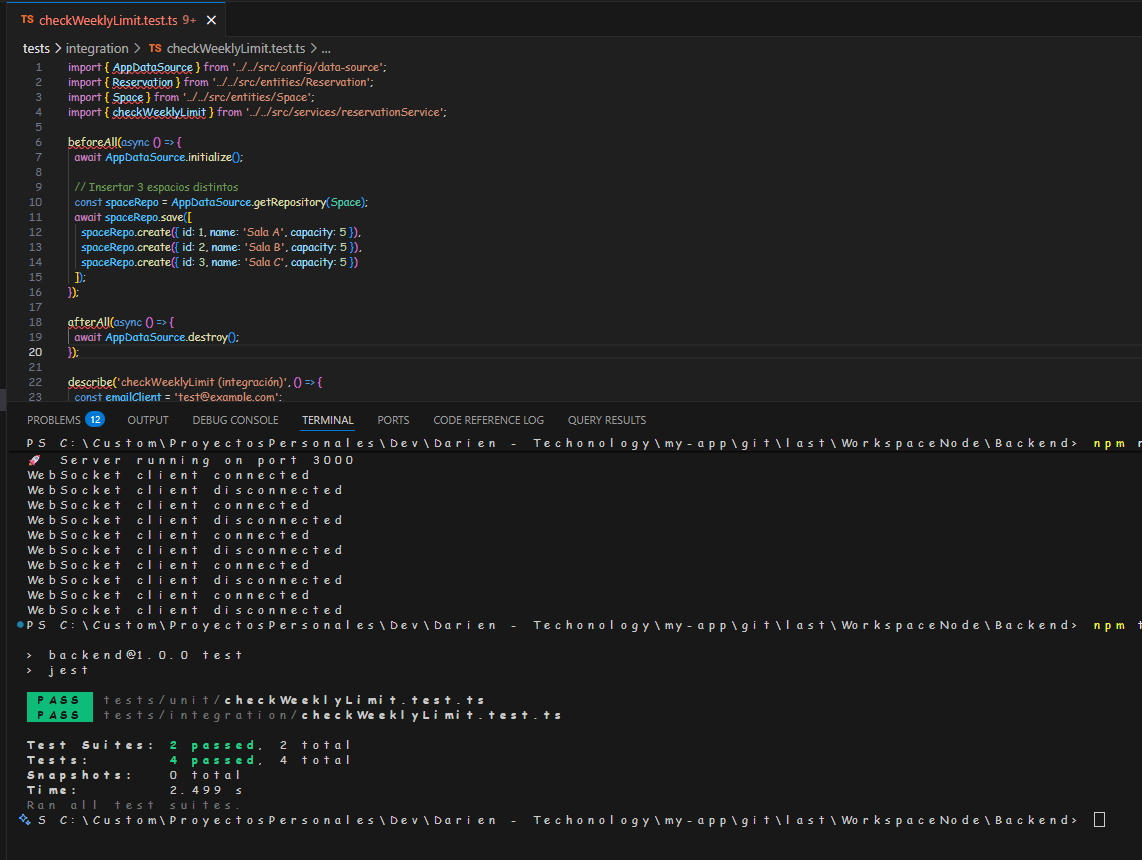 TS checkWeeklyLimit.test.ts 9+ ✕
tests > integration > TS checkWeeklyLimit.test.ts > ...
1 import { AppDataSource } from '../../src/config/data-source';
2 import { Reservation } from '../../src/entities/Reservation';
3 import { Space } from '../../src/entities/Space';
4 import { checkWeeklyLimit } from '../../src/services/reservationService';
5
6 beforeAll(async () => {
7 await AppDataSource.initialize();
8
9 // Insertar 3 espacios distintos
10 const spaceRepo = AppDataSource.getRepository(Space);
11 await spaceRepo.save([
12 spaceRepo.create({ id: 1, name: 'Sala A', capacity: 5 }),
13 spaceRepo.create({ id: 2, name: 'Sala B', capacity: 5 }),
14 spaceRepo.create({ id: 3, name: 'Sala C', capacity: 5 })
15 ]);
16 });
17
18 afterAll(async () => {
19 await AppDataSource.destroy();
20 });
21
22 describe('checkWeeklyLimit (integración)', () => {
23 const emailClient = 'test@example.com';
PROBLEMS 12 OUTPUT DEBUG CONSOLE TERMINAL PORTS CODE REFERENCE LOG QUERY RESULTS
PS C:\Custom\ProyectosPersonales\Dev\Darien - Techonology\my-app\git\last\WorkspaceNode\Backend> npm r
🚀 Server running on port 3000
WebSocket client connected
WebSocket client disconnected
WebSocket client connected
WebSocket client disconnected
WebSocket client connected
WebSocket client disconnected
WebSocket client connected
WebSocket client disconnected
WebSocket client connected
WebSocket client disconnected
PS C:\Custom\ProyectosPersonales\Dev\Darien - Techonology\my-app\git\last\WorkspaceNode\Backend> npm t
> backend@1.0.0 test
> jest
PASS tests/unit/checkWeeklyLimit.test.ts
PASS tests/integration/checkWeeklyLimit.test.ts
Test Suites: 2 passed, 2 total
Tests: 4 passed, 4 total
Snapshots: 0 total
Time: 2.499 s
Ran all test suites.
S C:\Custom\ProyectosPersonales\Dev\Darien - Techonology\my-app\git\last\WorkspaceNode\Backend>